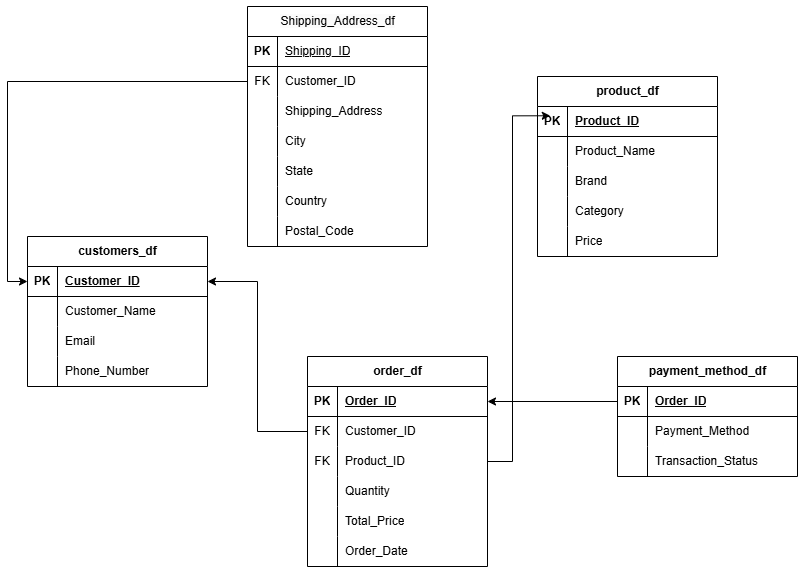 Shipping_Address_df
PK Shipping_ID
FK Customer_ID
Shipping_Address
City
State
Country
Postal_Code
product_df
PK Product_ID
Product_Name
Brand
Category
Price
customers_df
PK Customer_ID
Customer_Name
Email
Phone_Number
order_df
PK Order_ID
FK Customer_ID
FK Product_ID
Quantity
Total_Price
Order_Date
payment_method_df
PK Order_ID
Payment_Method
Transaction_Status